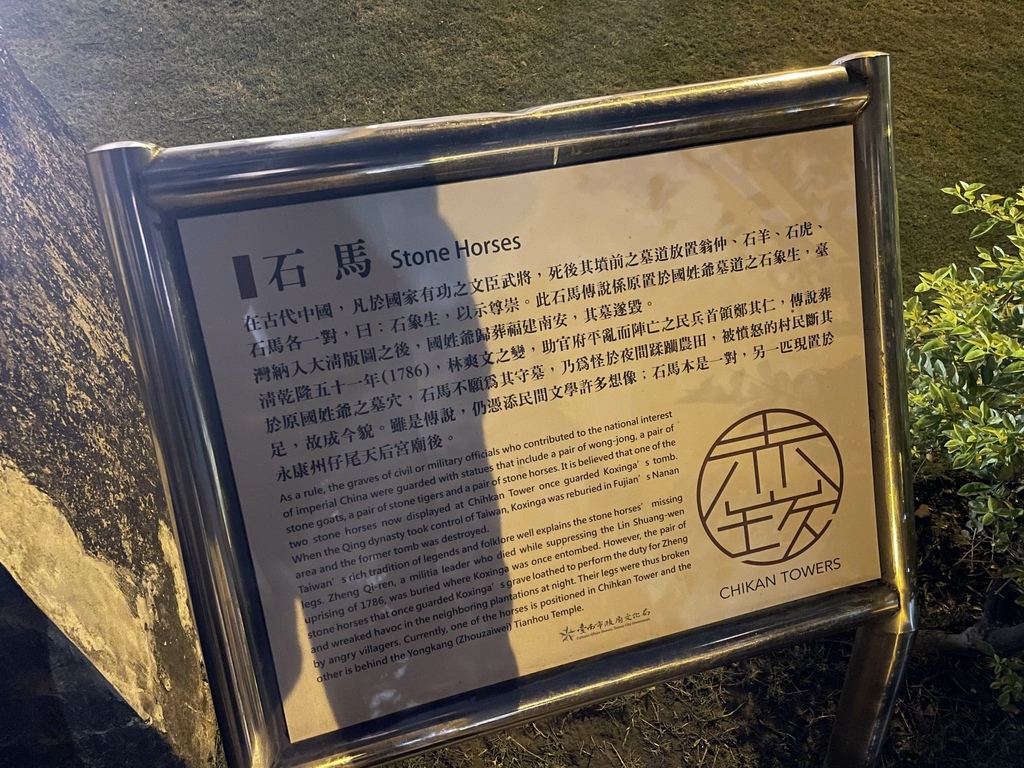 石馬 Stone Horses
在古代中國，凡於國家有功之文臣武將，死後其墳前之墓道放置翁仲、石羊、石虎、
石馬各一對，曰：石象生，以示尊崇。此石馬傳說係原置於國姓爺墓道之石象生，臺
灣納入大清版圖之後，國姓爺歸葬福建南安，其墓遂毀。
清乾隆五十一年(1786)，林爽文之變，助官府平亂而陣亡之民兵首領鄭其仁，傳說葬
於原國姓爺之墓穴，石馬不願為其守墓，乃為怪於夜間蹂躪農田，被憤怒的村民斷其
足，故成今貌。雖是傳說，仍憑添民間文學許多想像；石馬本是一對，另一匹現置於
永康州仔尾天后宮廟後。
As a rule, the graves of civil or military officials who contributed to the national interest
of imperial China were guarded with statues that include a pair of wong-jong, a pair of
stone goats, a pair of stone tigers and a pair of stone horses. It is believed that one of the
two stone horses now displayed at Chihkan Tower once guarded Koxinga's tomb.
When the Qing dynasty took control of Taiwan, Koxinga was reburied in Fujian's Nanan
area and the former tomb was destroyed.
Taiwan's rich tradition of legends and folklore well explains the stone horses' missing
legs. Zheng Qi-ren, a militia leader who died while suppressing the Lin Shuang-wen
uprising of 1786, was buried where Koxinga was once entombed. However, the pair of
stone horses that once guarded Koxinga's grave loathed to perform the duty for Zheng
and wreaked havoc in the neighboring plantations at night. Their legs were thus broken
by angry villagers. Currently, one of the horses is positioned in Chihkan Tower and the
other is behind the Yongkang (Zhouzaiwei) Tianhou Temple.
赤
嵌
CHIKAN TOWERS
臺南市政府文化局
Cultural Affairs Bureau, Tainan City Government